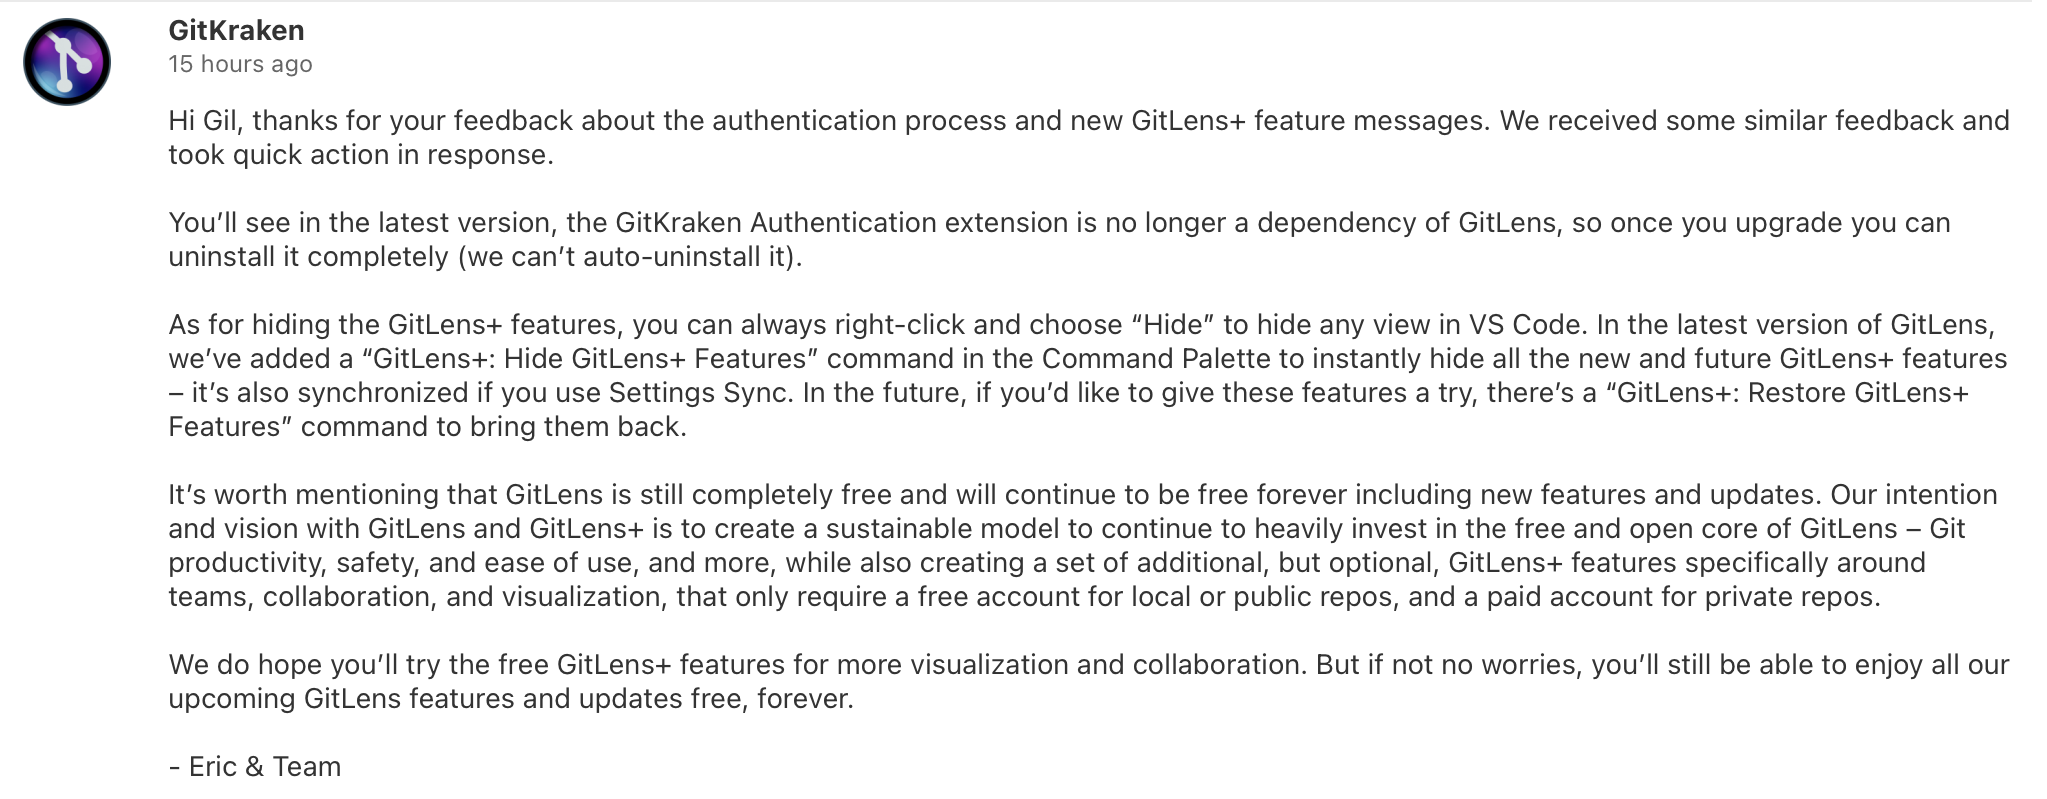 GitKraken
15 hours ago
Hi Gil, thanks for your feedback about the authentication process and new GitLens+ feature messages. We received some similar feedback and
took quick action in response.
You’ll see in the latest version, the GitKraken Authentication extension is no longer a dependency of GitLens, so once you upgrade you can
uninstall it completely (we can’t auto-uninstall it).
As for hiding the GitLens+ features, you can always right-click and choose “Hide” to hide any view in VS Code. In the latest version of GitLens,
we’ve added a “GitLens+: Hide GitLens+ Features” command in the Command Palette to instantly hide all the new and future GitLens+ features
– it’s also synchronized if you use Settings Sync. In the future, if you’d like to give these features a try, there’s a “GitLens+: Restore GitLens+
Features” command to bring them back.
It’s worth mentioning that GitLens is still completely free and will continue to be free forever including new features and updates. Our intention
and vision with GitLens and GitLens+ is to create a sustainable model to continue to heavily invest in the free and open core of GitLens – Git
productivity, safety, and ease of use, and more, while also creating a set of additional, but optional, GitLens+ features specifically around
teams, collaboration, and visualization, that only require a free account for local or public repos, and a paid account for private repos.
We do hope you’ll try the free GitLens+ features for more visualization and collaboration. But if not no worries, you’ll still be able to enjoy all our
upcoming GitLens features and updates free, forever.
- Eric & Team